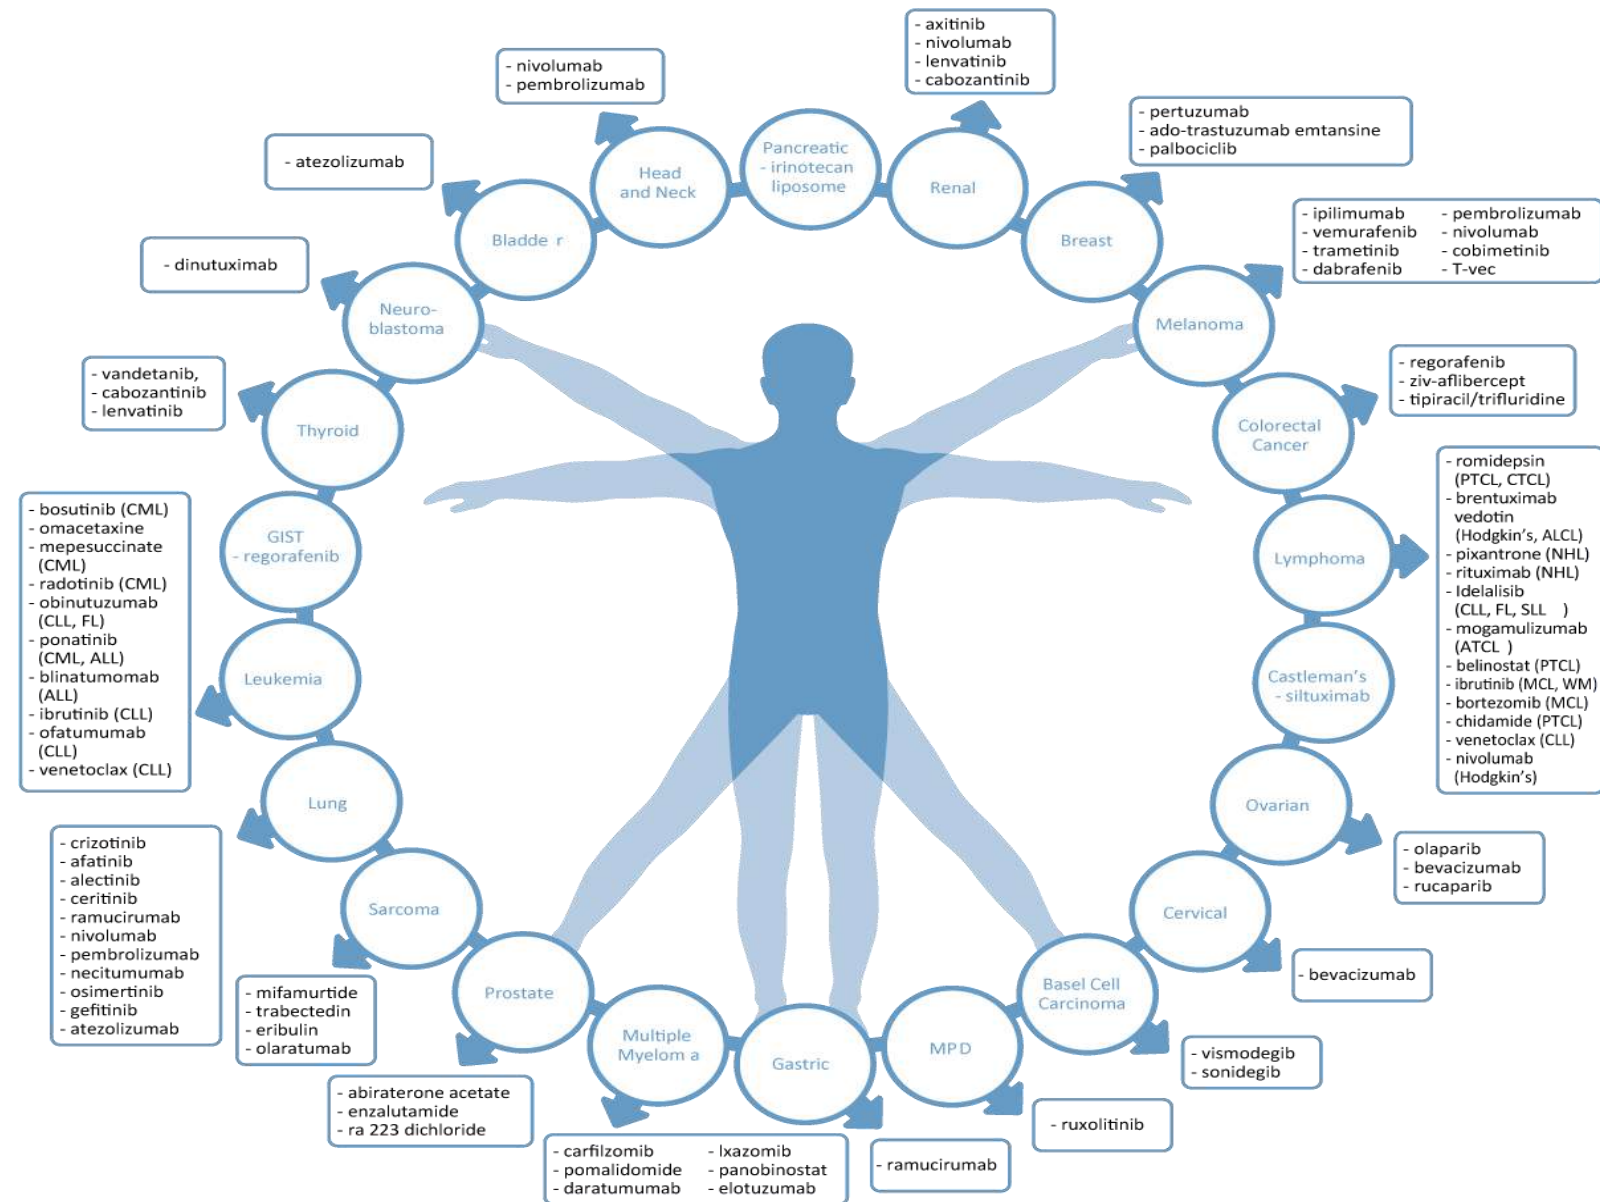 - axitinib
- nivolumab
- lenvatinib
- cabozantinib
- nivolumab
- pembrolizumab
- pertuzumab
- ado-trastuzumab emtansine
- palbociclib
- atezolizumab
Pancreatic
- irinotecan
liposome
Head
and Neck
Renal
Bladde r
Breast
- ipilimumab
- vemurafenib
- trametinib
- dabrafenib
- pembrolizumab
- nivolumab
- cobimetinib
- T-vec
- dinutuximab
Neuro-
blastoma
Melanoma
- vandetanib,
- cabozantinib
- lenvatinib
Thyroid
Colorectal
Cancer
- regorafenib
- ziv-aflibercept
- tipiracil/trifluridine
GIST
- regorafenib
Lymphoma
- romidepsin
(PTCL, CTCL)
- brentuximab
vedotin
(Hodgkin's, ALCL)
- pixantrone (NHL)
- rituximab (NHL)
- Idelalisib
(CLL, FL, SLL )
- mogamulizumab
(ATCL )
- belinostat (PTCL)
- ibrutinib (MCL, WM)
- bortezomib (MCL)
- chidamide (PTCL)
- venetoclax (CLL)
- nivolumab
(Hodgkin's)
- bosutinib (CML)
- omacetaxine
- mepesuccinate
(CML)
- radotinib (CML)
- obinutuzumab
(CLL, FL)
- ponatinib
(CML, ALL)
- blinatumomab
(ALL)
- ibrutinib (CLL)
- ofatumumab
(CLL)
- venetoclax (CLL)
Leukemia
Castleman's
- siltuximab
Lung
Ovarian
- crizotinib
- afatinib
- alectinib
- ceritinib
- ramucirumab
- nivolumab
- pembrolizumab
- necitumumab
- osimertinib
- gefitinib
- atezolizumab
- olaparib
- bevacizumab
- rucaparib
Sarcoma
Cervical
- mifamurtide
- trabectedin
- eribulin
- olaratumab
- bevacizumab
Prostate
Basel Cell
Carcinoma
Multiple
Myelom a
Gastric
MPD
- vismodegib
- sonidegib
- abiraterone acetate
- enzalutamide
- ra 223 dichloride
- ruxolitinib
- carfilzomib
- pomalidomide
- daratumumab
- Ixazomib
- panobinostat
- elotuzumab
- ramucirumab